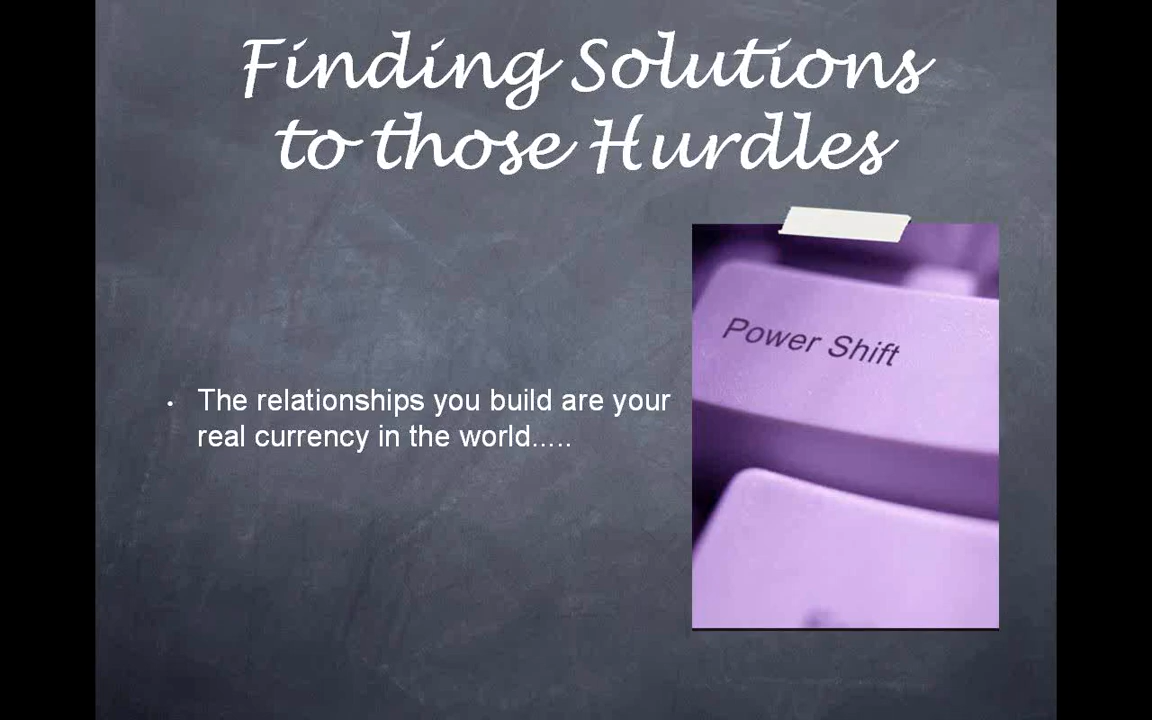 Finding Solutions
to those Hurdles
• The relationships you build are your
real currency in the world.....
Power Shift